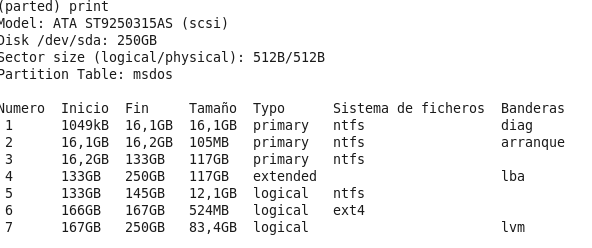 (parted) print
Model: ATA ST9250315AS (scsi)
Disk /dev/sda: 250GB
Sector size (logical/physical): 512B/512B
Partition Table: msdos
Numero Inicio Fin Tamaño Typo Sistema de ficheros Banderas
1 1049kB 16,1GB 16,1GB primary ntfs diag
2 16,1GB 16,2GB 105MB primary ntfs arranque
3 16,2GB 133GB 117GB primary ntfs
4 133GB 250GB 117GB extended lba
5 133GB 145GB 12,1GB logical ntfs
6 166GB 167GB 524MB logical ext4
7 167GB 250GB 83,4GB logical lvm